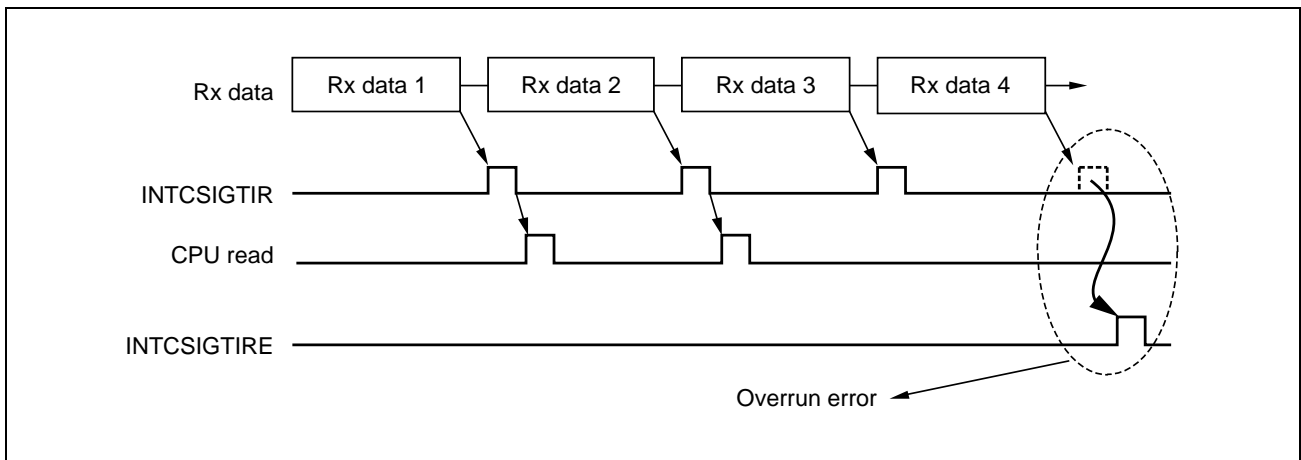 Rx data
Rx data 1
Rx data 2
Rx data 3
Rx data 4
INTCSIGTIR
CPU read
INTCSIGTIRE
Overrun error